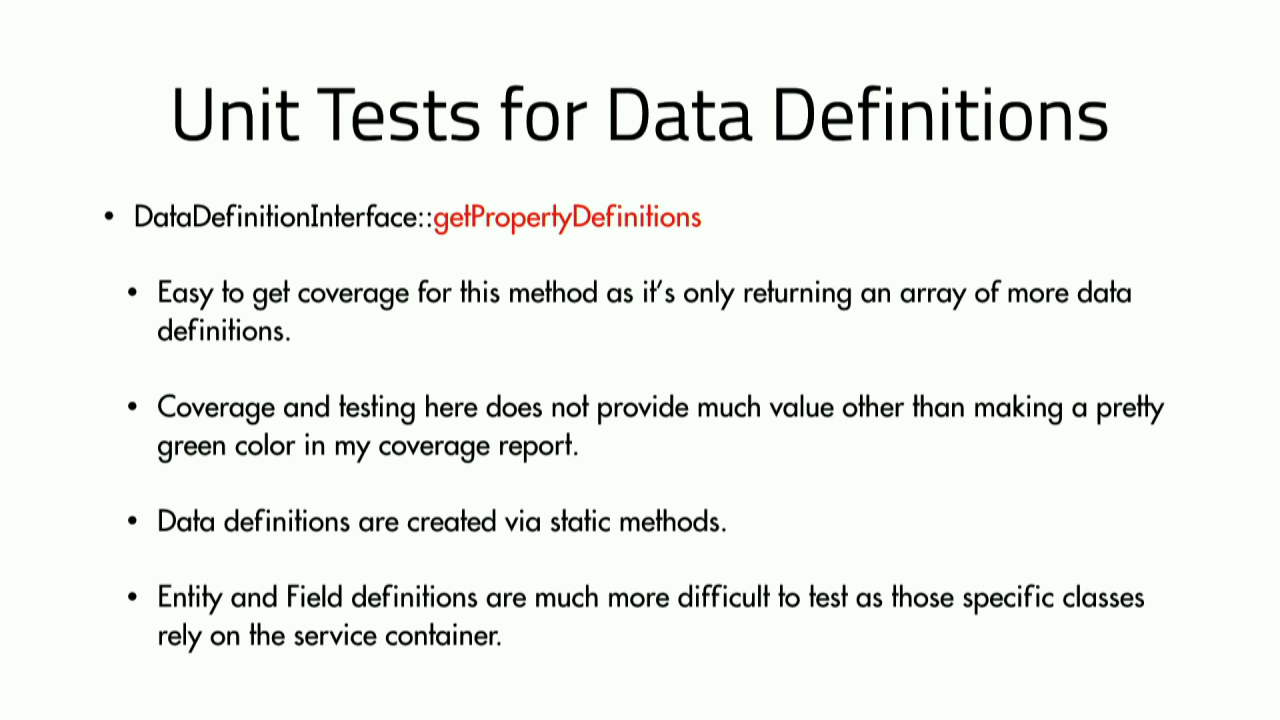 Unit Tests for Data Definitions
• DataDefinitionInterface::getPropertyDefinitions
• Easy to get coverage for this method as it's only returning an array of more data
definitions.
• Coverage and testing here does not provide much value other than making a pretty
green color in my coverage report.
• Data definitions are created via static methods.
• Entity and Field definitions are much more difficult to test as those specific classes
rely on the service container.